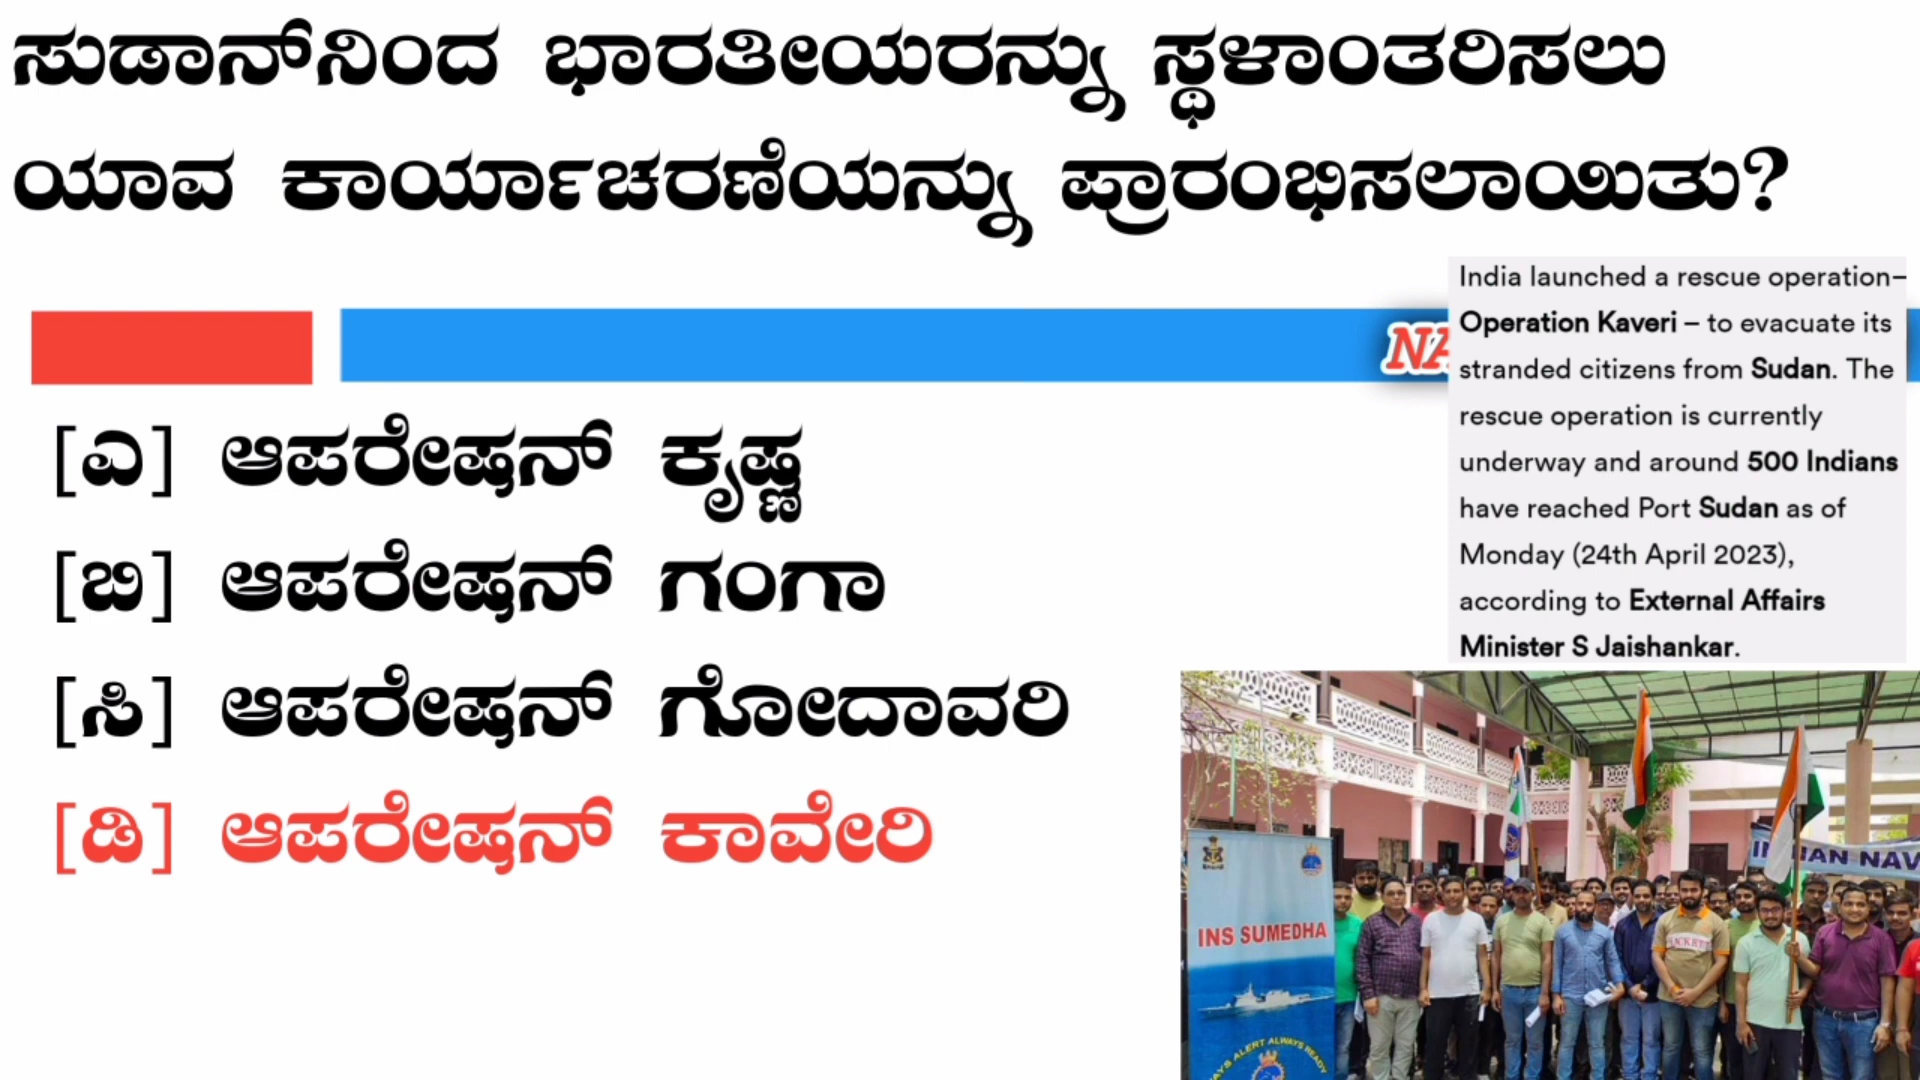 ಸುಡಾನ್‌ನಿಂದ ಭಾರತೀಯರನ್ನು ಸ್ಥಳಾಂತರಿಸಲು
ಯಾವ ಕಾರ್ಯಾಚರಣೆಯನ್ನು ಪ್ರಾರಂಭಿಸಲಾಯಿತು?
India launched a rescue operation–
Operation Kaveri – to evacuate its
stranded citizens from Sudan. The
rescue operation is currently
underway and around 500 Indians
have reached Port Sudan as of
Monday (24th April 2023),
according to External Affairs
Minister S Jaishankar.
[ಎ] ಆಪರೇಷನ್ ಕೃಷ್ಣ
[ಬಿ] ಆಪರೇಷನ್ ಗಂಗಾ
[ಸಿ] ಆಪರೇಷನ್ ಗೋದಾವರಿ
[ಡಿ] ಆಪರೇಷನ್ ಕಾವೇರಿ
INS SUMEDHA
ALERT ALWAYS READY